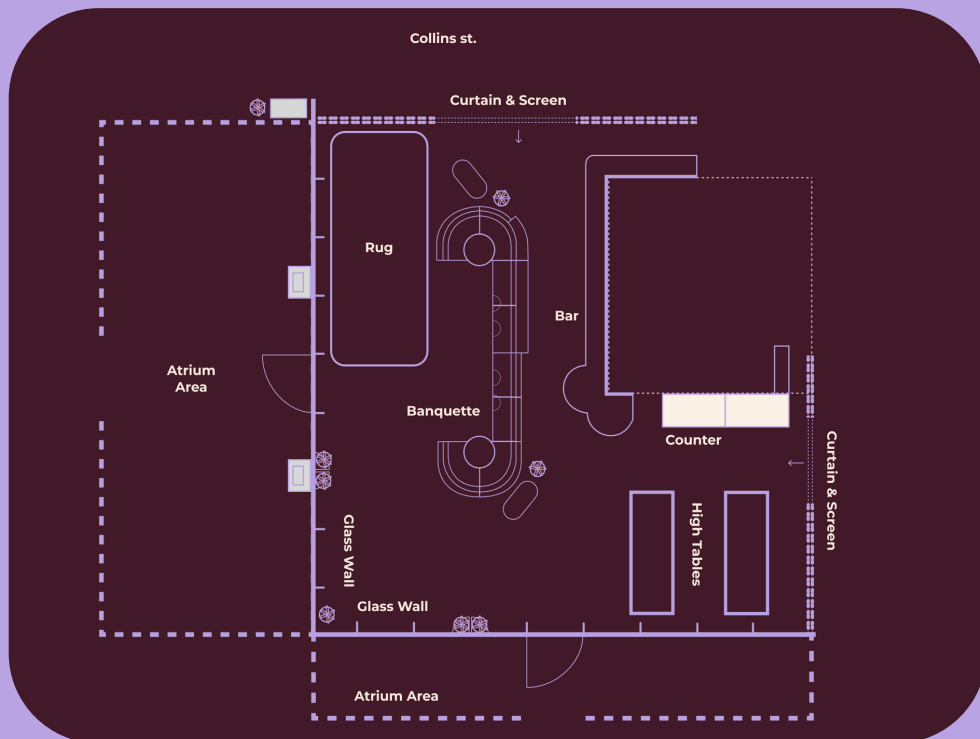 Collins st.
Curtain & Screen
Rug
Bar
Atrium
Area
Banquette
Counter
Curtain & Screen
High Tables
Glass Wall
Glass Wall
Atrium Area